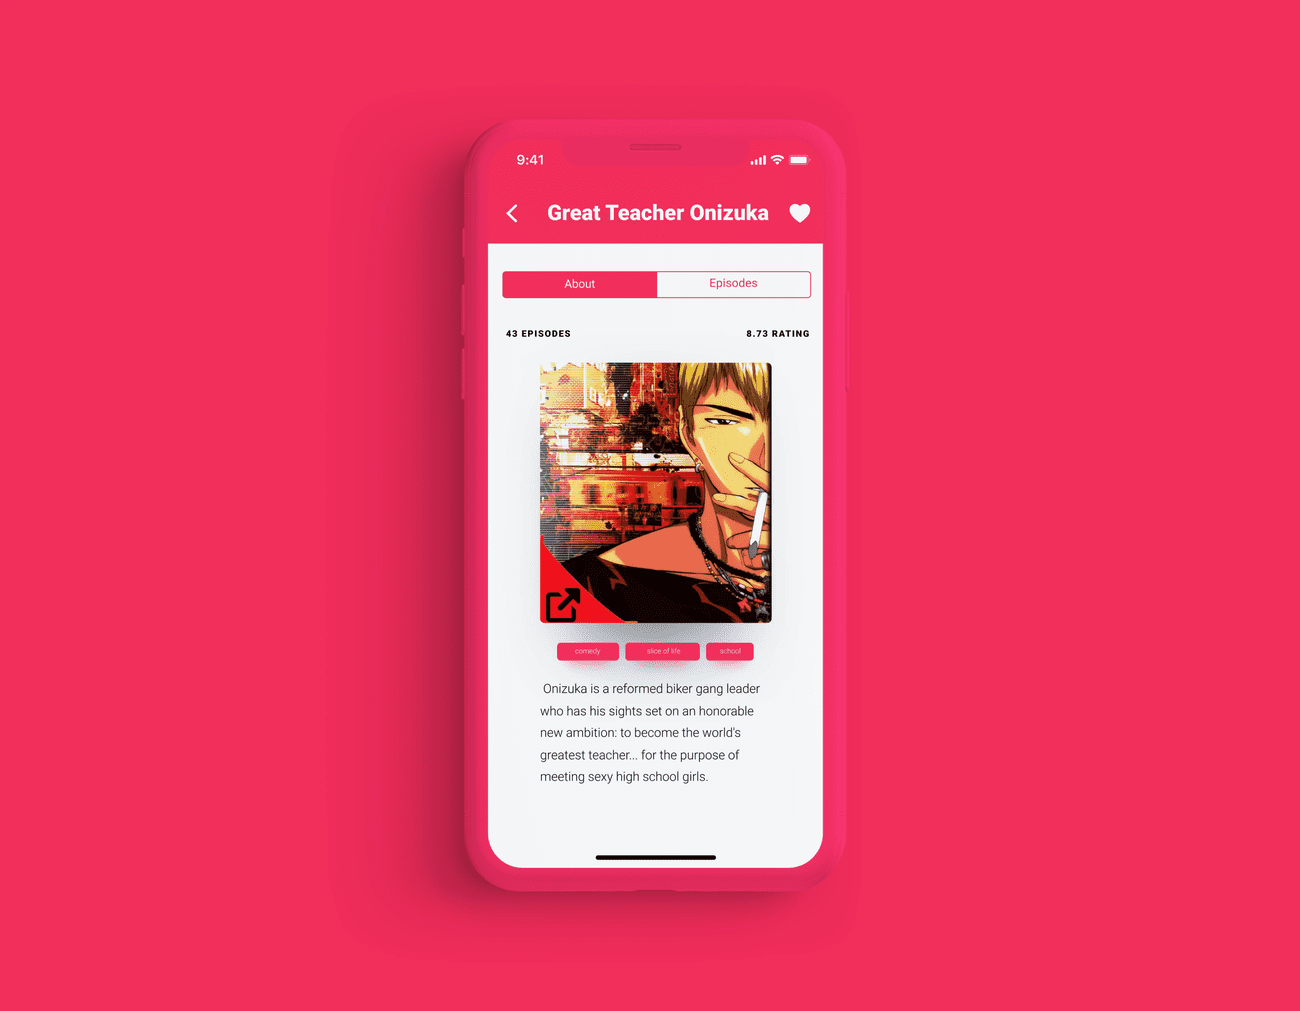 9:41
Great Teacher Onizuka
About
Episodes
43 EPISODES
8.73 RATING
comedy
slice of life
school
Onizuka is a reformed biker gang leader
who has his sights set on an honorable
new ambition: to become the world's
greatest teacher... for the purpose of
meeting sexy high school girls.